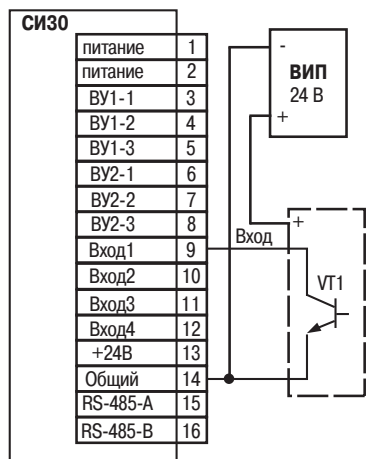 СИ30
питание 1
питание 2
ВУ1-1 3
ВУ1-2 4
ВУ1-3 5
ВУ2-1 6
ВУ2-2 7
ВУ2-3 8
Вход1 9
Вход2 10
Вход3 11
Вход4 12
+24В 13
Общий 14
RS-485-A 15
RS-485-B 16
-
ВИП
24 В
+
Вход
+
VT1